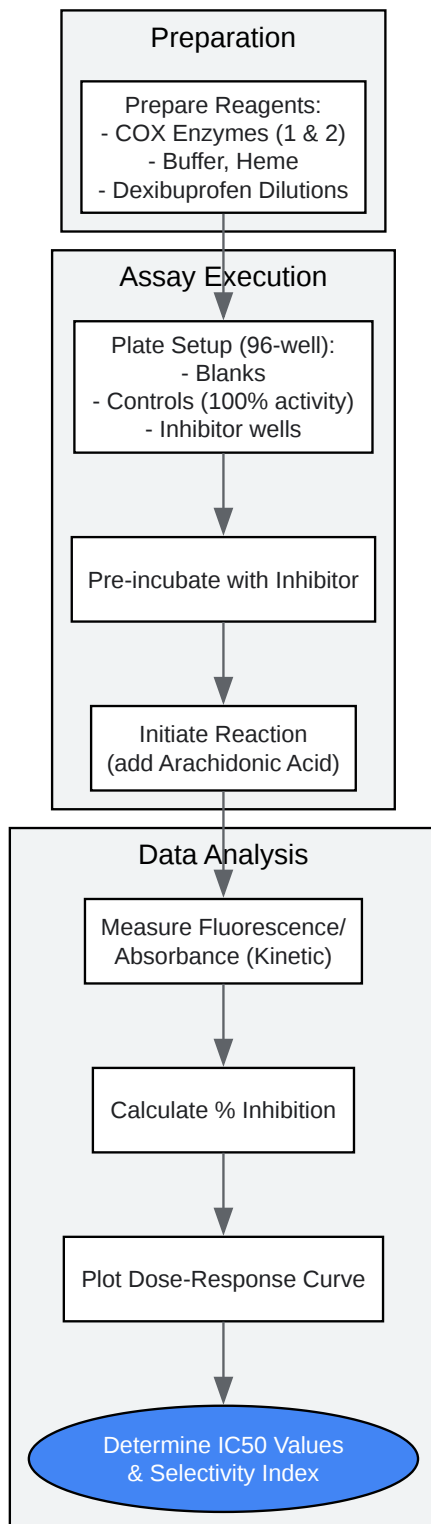 Preparation
Prepare Reagents:
- COX Enzymes (1 & 2)
- Buffer, Heme
- Dexibuprofen Dilutions
Assay Execution
Plate Setup (96-well):
- Blanks
- Controls (100% activity)
- Inhibitor wells
Pre-incubate with Inhibitor
Initiate Reaction
(add Arachidonic Acid)
Data Analysis
Measure Fluorescence/
Absorbance (Kinetic)
Calculate % Inhibition
Plot Dose-Response Curve
Determine IC50 Values
& Selectivity Index